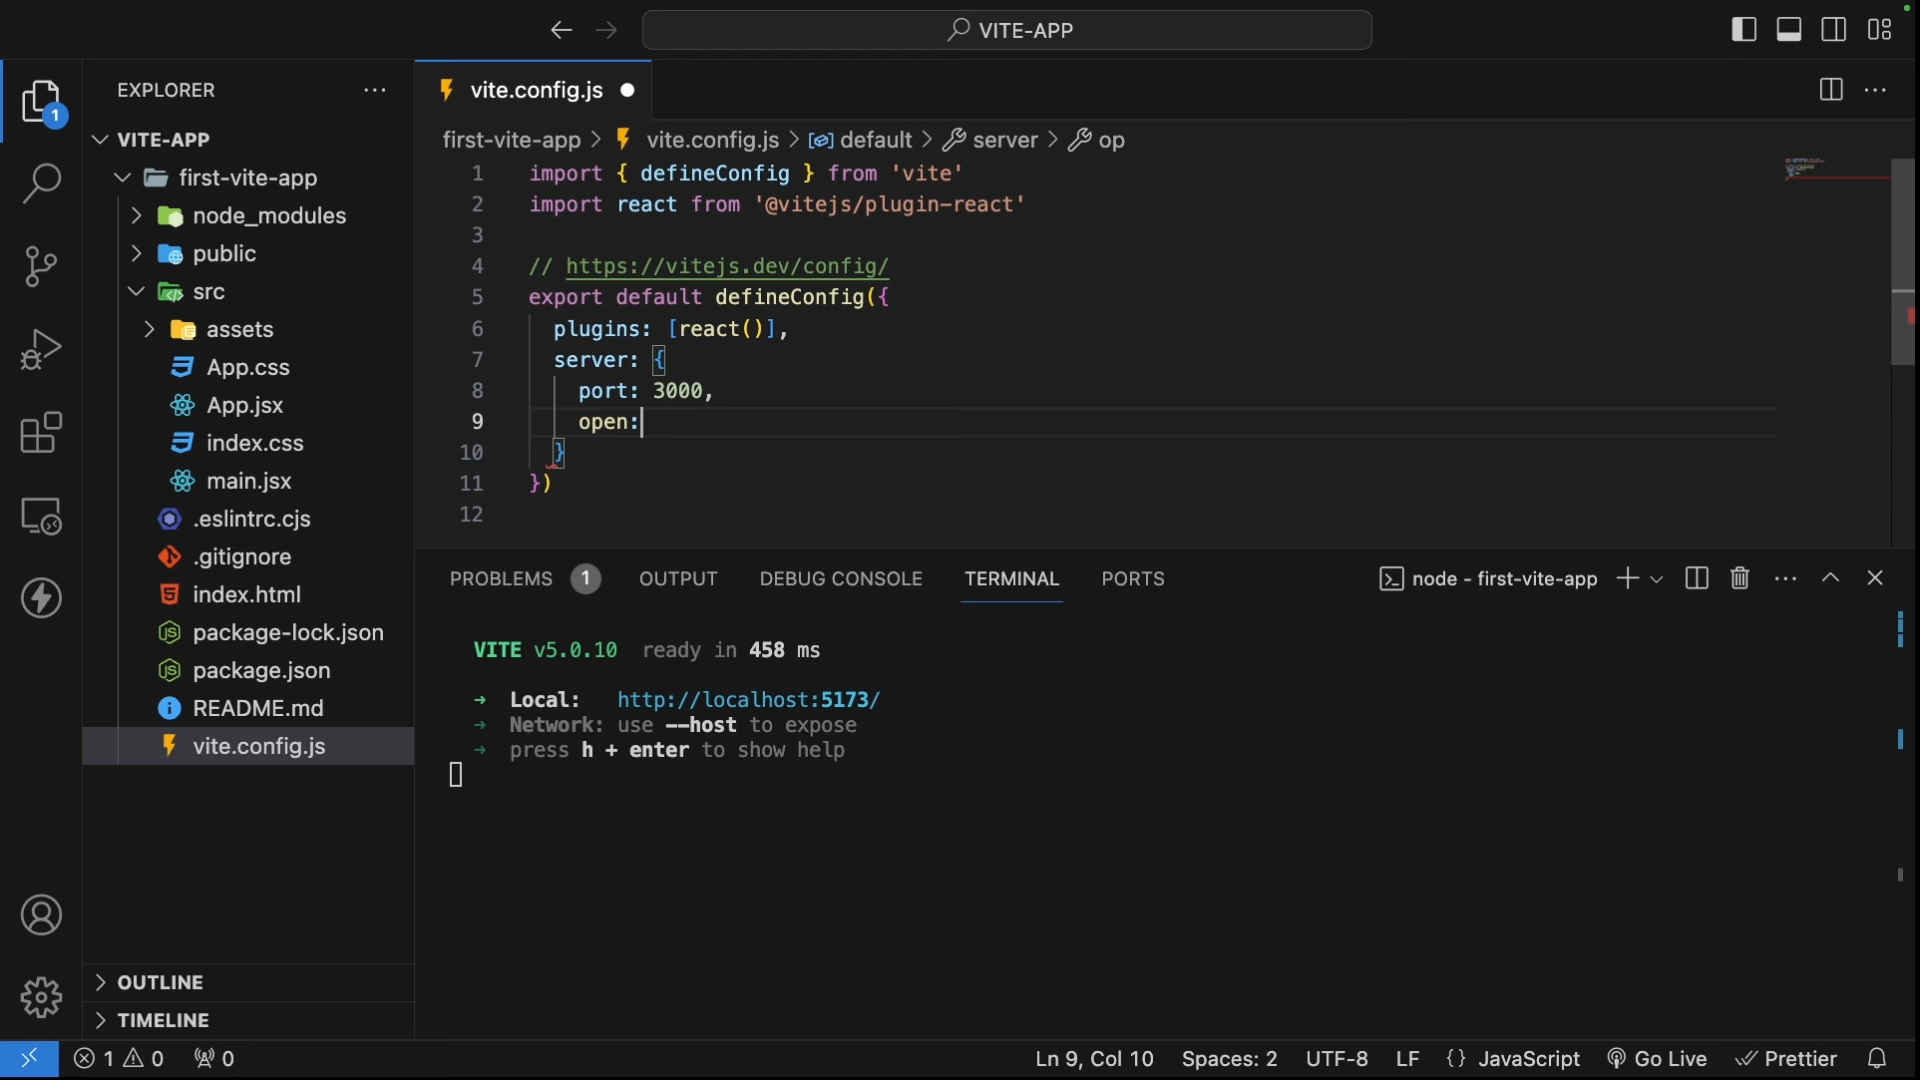 VITE-APP
EXPLORER
VITE-APP
first-vite-app
node_modules
public
src
assets
App.css
App.jsx
index.css
main.jsx
.eslintrc.cjs
.gitignore
index.html
package-lock.json
package.json
README.md
vite.config.js
OUTLINE
TIMELINE
1
vite.config.js
first-vite-app > vite.config.js > default > server > op
1 import { defineConfig } from 'vite'
2 import react from '@vitejs/plugin-react'
3
4 // https://vitejs.dev/config/
5 export default defineConfig({
6 plugins: [react()],
7 server: {
8 port: 3000,
9 open:
10 }
11 })
12
PROBLEMS 1 OUTPUT DEBUG CONSOLE TERMINAL PORTS node - first-vite-app
VITE v5.0.10 ready in 458 ms
➜ Local: http://localhost:5173/
➜ Network: use --host to expose
➜ press h + enter to show help
1 0 0 Ln 9, Col 10 Spaces: 2 UTF-8 LF {} JavaScript Go Live Prettier